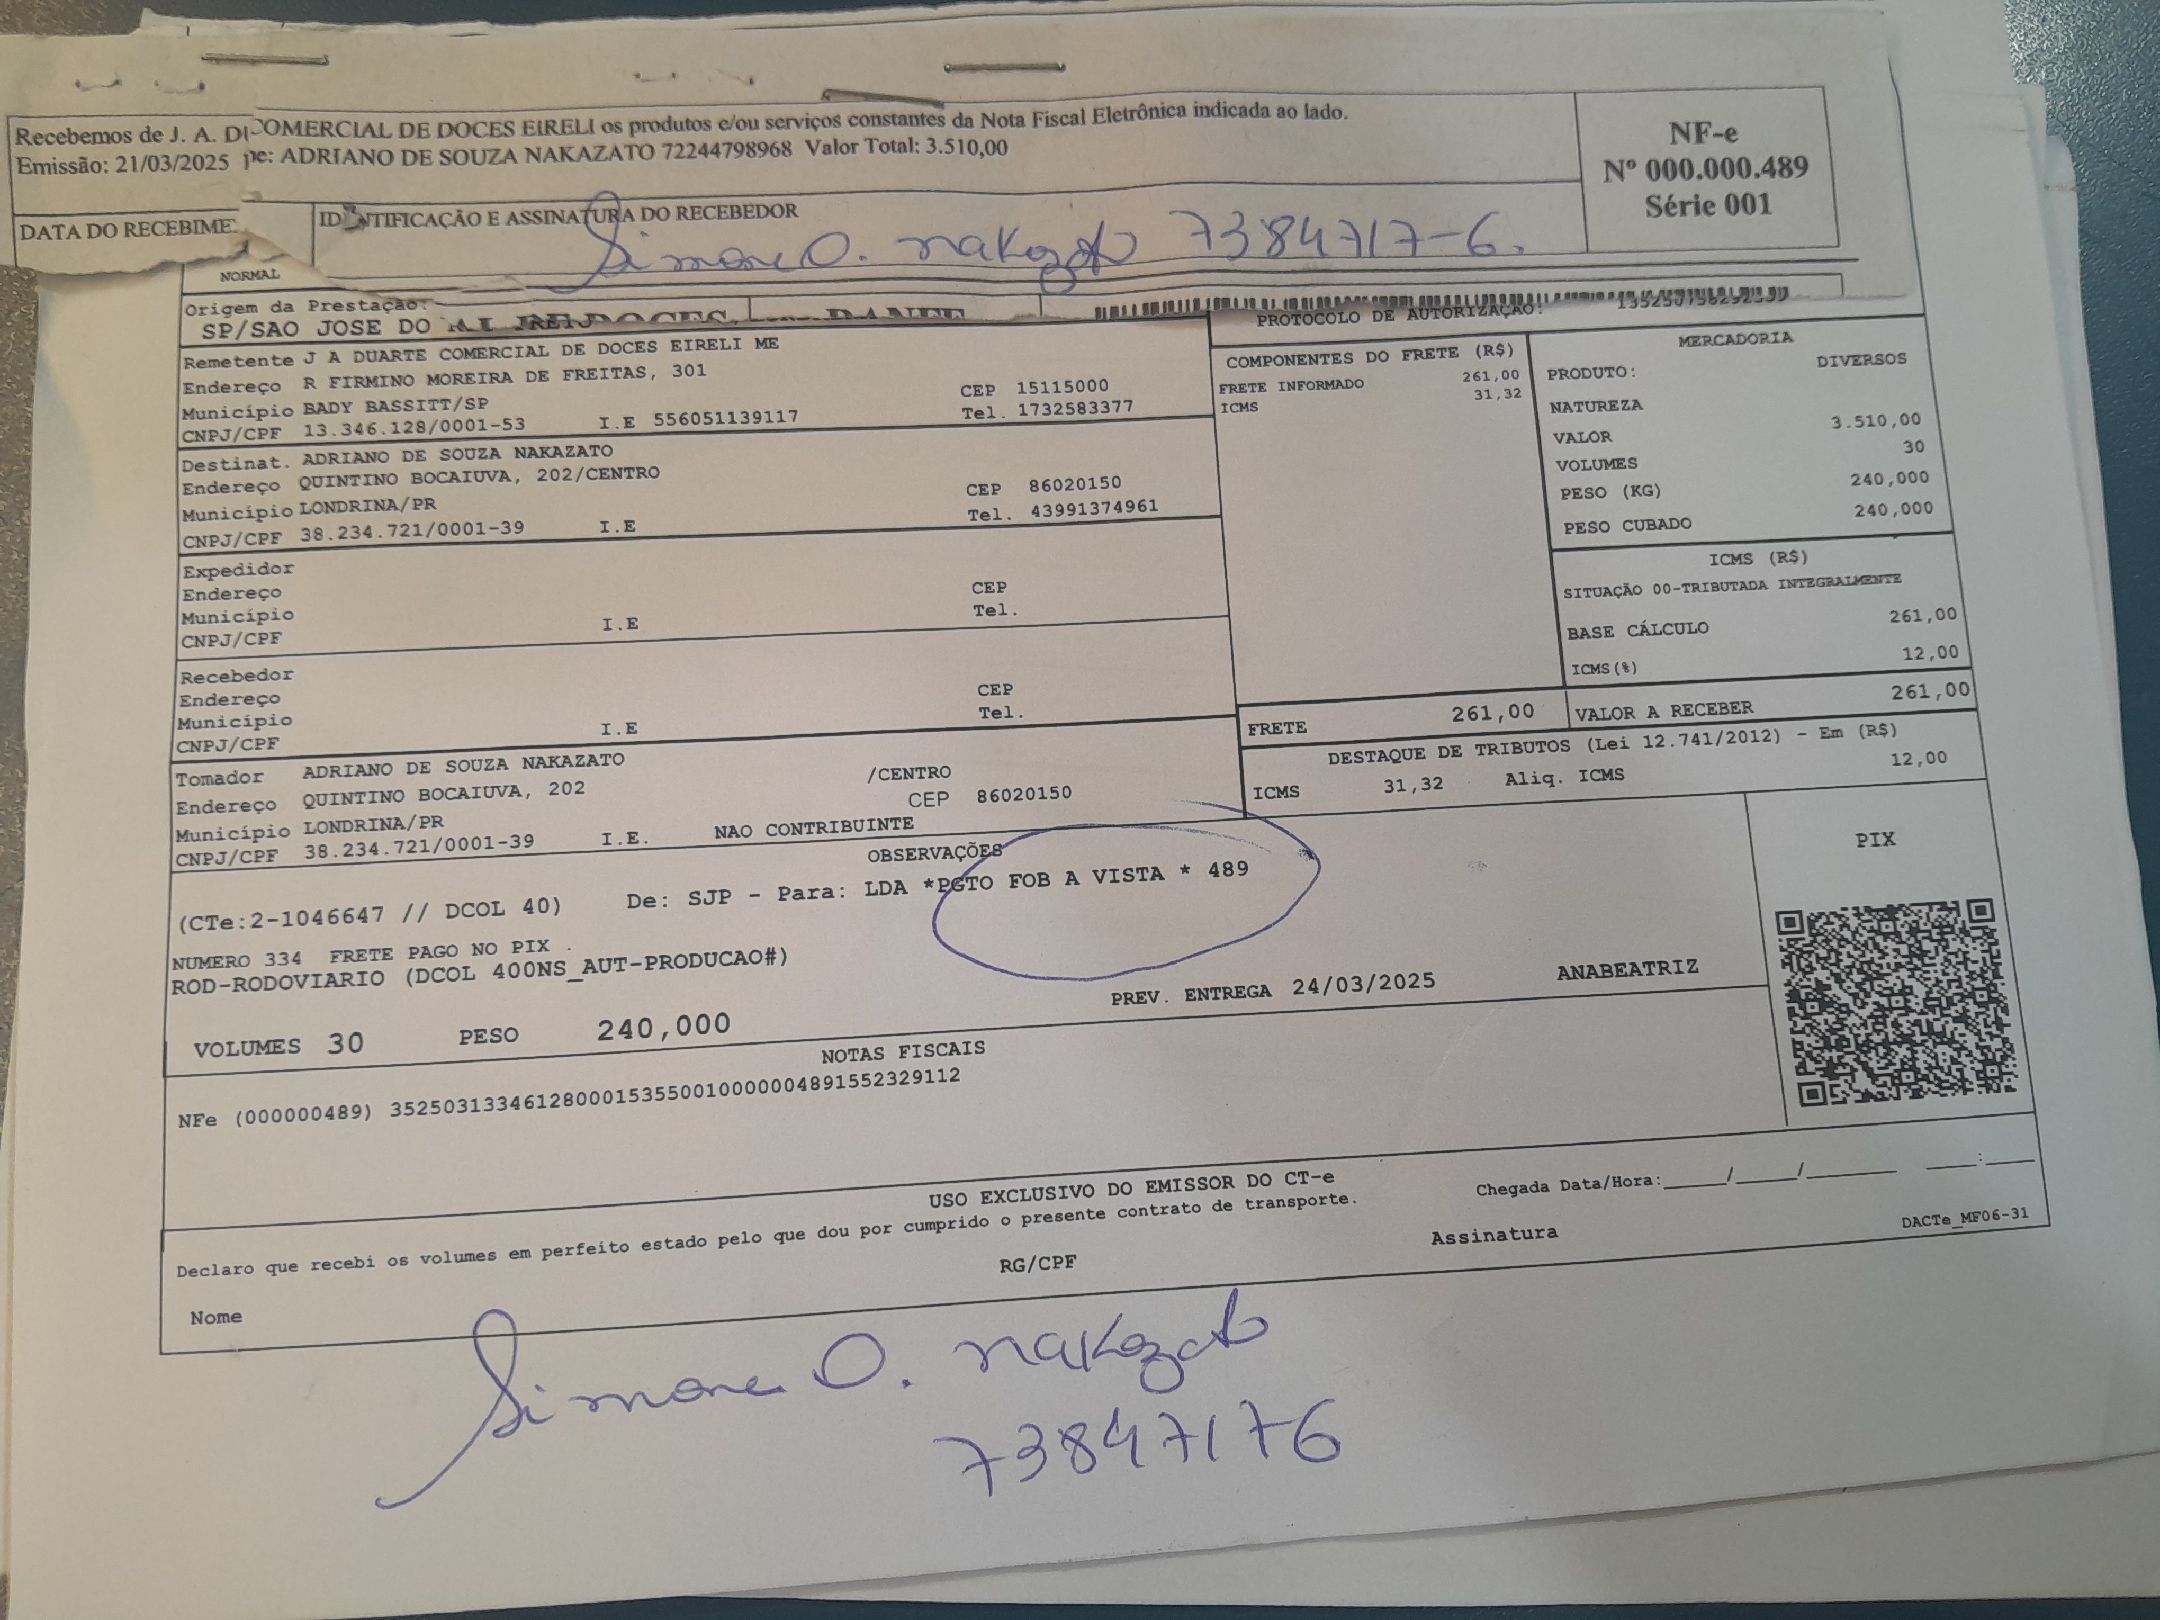 Recebemos de J. A. D COMERCIAL DE DOCES EIRELI os produtos e/ou serviços constantes da Nota Fiscal Eletrônica indicada ao lado.
Emissão: 21/03/2025 pe: ADRIANO DE SOUZA NAKAZATO 72244798968 Valor Total: 3.510,00
NF-e
Nº 000.000.489
Série 001
DATA DO RECEBIME
IDENTIFICAÇÃO E ASSINATURA DO RECEBEDOR
Simone O. nakazato 7384717-6.
NORMAL
Origem da Prestação:
SP/SAO JOSE DO
DANFE
PROTOCOLO DE AUTORIZAÇÃO:
Remetente J A DUARTE COMERCIAL DE DOCES EIRELI ME
Endereço R FIRMINO MOREIRA DE FREITAS, 301 CEP 15115000
Município BADY BASSITT/SP Tel. 1732583377
CNPJ/CPF 13.346.128/0001-53 I.E 556051139117
COMPONENTES DO FRETE (R$)
FRETE INFORMADO 261,00
ICMS 31,32
MERCADORIA
PRODUTO: DIVERSOS
NATUREZA
VALOR 3.510,00
VOLUMES 30
PESO (KG) 240,000
PESO CUBADO 240,000
Destinat. ADRIANO DE SOUZA NAKAZATO
Endereço QUINTINO BOCAIUVA, 202/CENTRO CEP 86020150
Município LONDRINA/PR Tel. 43991374961
CNPJ/CPF 38.234.721/0001-39 I.E
ICMS (R$)
SITUAÇÃO 00-TRIBUTADA INTEGRALMENTE
BASE CÁLCULO 261,00
ICMS(%) 12,00
Expedidor
Endereço CEP
Município Tel.
CNPJ/CPF I.E
Recebedor
Endereço CEP
Município Tel.
CNPJ/CPF I.E
FRETE 261,00 VALOR A RECEBER 261,00
DESTAQUE DE TRIBUTOS (Lei 12.741/2012) - Em (R$)
ICMS 31,32 Aliq. ICMS 12,00
Tomador ADRIANO DE SOUZA NAKAZATO
Endereço QUINTINO BOCAIUVA, 202 /CENTRO
Município LONDRINA/PR CEP 86020150
CNPJ/CPF 38.234.721/0001-39 I.E. NAO CONTRIBUINTE
OBSERVAÇÕES
(CTe:2-1046647 // DCOL 40) De: SJP - Para: LDA *PGTO FOB A VISTA * 489
NUMERO 334 FRETE PAGO NO PIX .
ROD-RODOVIARIO (DCOL 400NS_AUT-PRODUCAO#)
PREV. ENTREGA 24/03/2025 ANABEATRIZ
VOLUMES 30 PESO 240,000
PIX
NOTAS FISCAIS
NFe (000000489) 35250313346128000153550010000004891552329112
USO EXCLUSIVO DO EMISSOR DO CT-e
Declaro que recebi os volumes em perfeito estado pelo que dou por cumprido o presente contrato de transporte.
Chegada Data/Hora:_____/_____/_______ ____:____
Nome RG/CPF Assinatura
DACTe_MF06-31
Simone O. nakazato
73847176